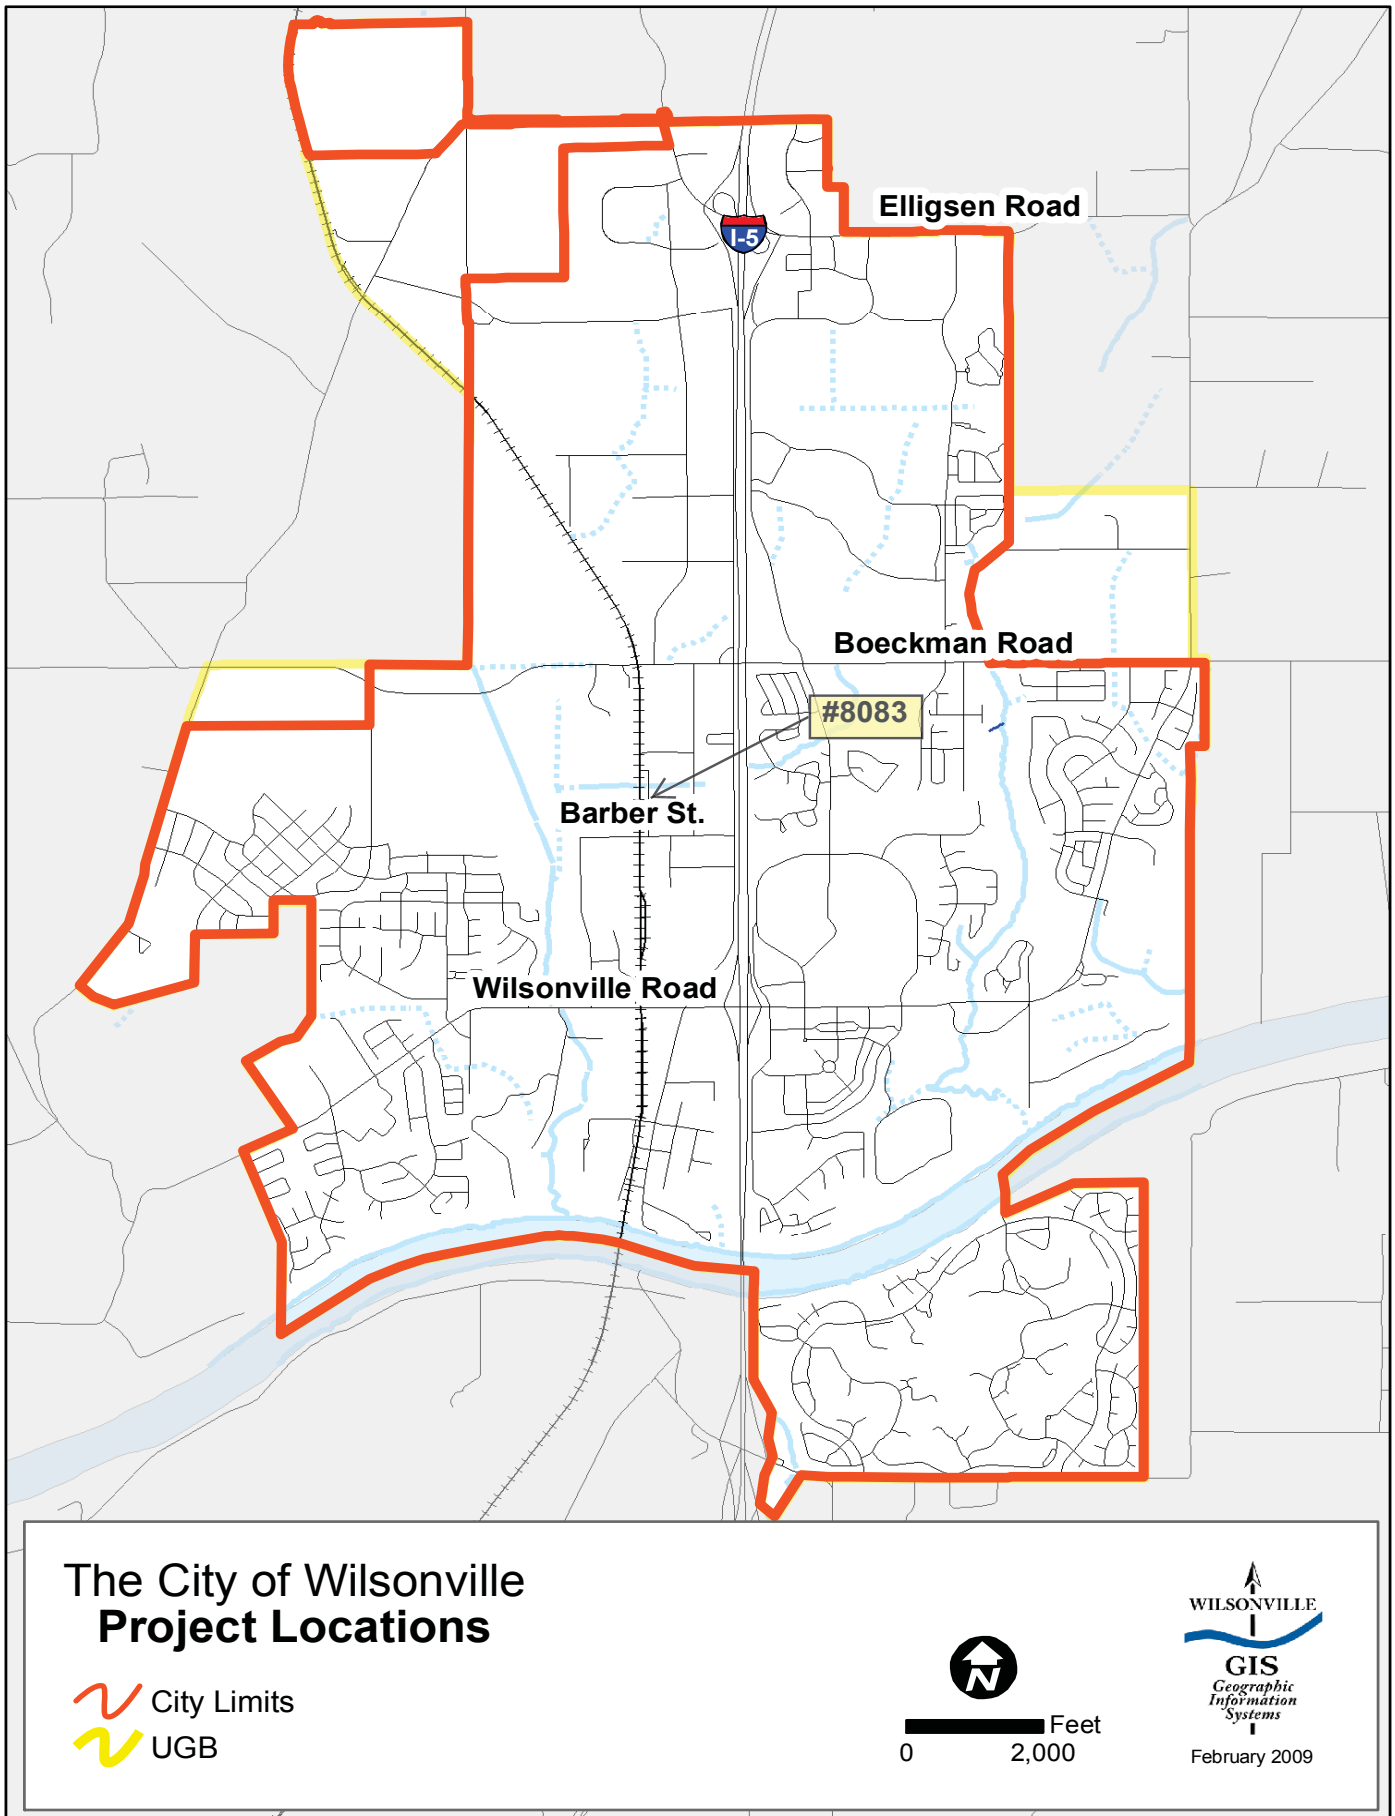 Elligsen Road
I-5
Boeckman Road
#8083
Barber St.
Wilsonville Road
The City of Wilsonville
Project Locations
City Limits
UGB
N
Feet
0 2,000
WILSONVILLE
GIS
Geographic
Information
Systems
February 2009